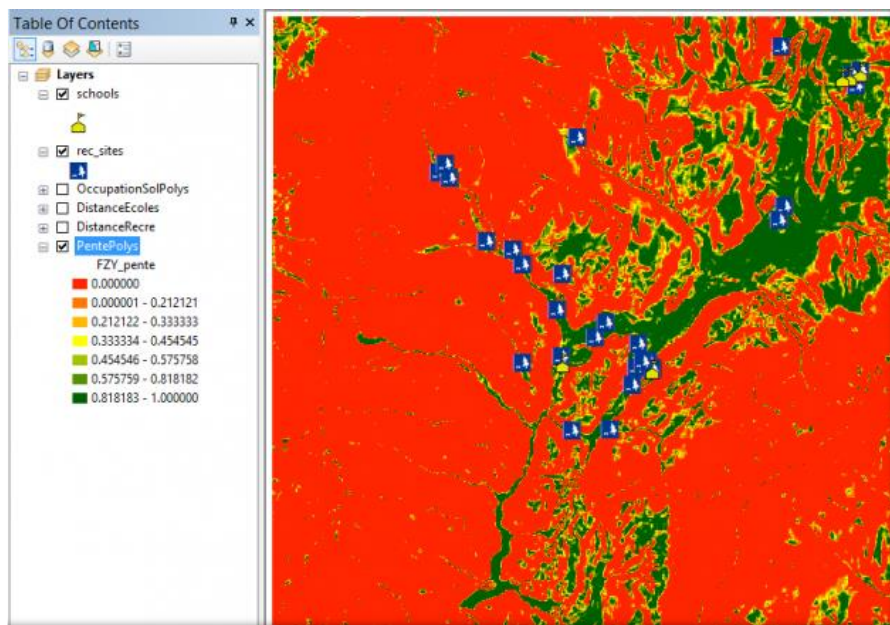 Table Of Contents
Layers
schools
rec_sites
OccupationSolPolys
DistanceEcoles
DistanceRecre
PentePolys
FZY_pente
0.000000
0.000001 - 0.212121
0.212122 - 0.333333
0.333334 - 0.454545
0.454546 - 0.575758
0.575759 - 0.818182
0.818183 - 1.000000